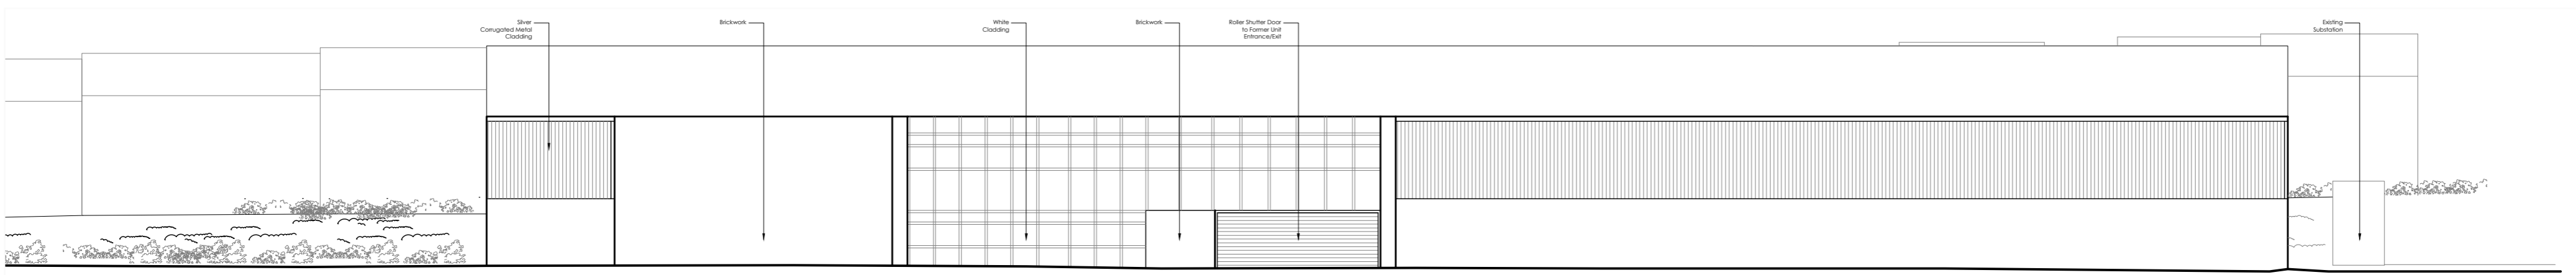 Silver
Corrugated Metal
Cladding
Brickwork
White
Cladding
Brickwork
Roller Shutter Door
to Former Unit
Entrance/Exit
Existing
Substation